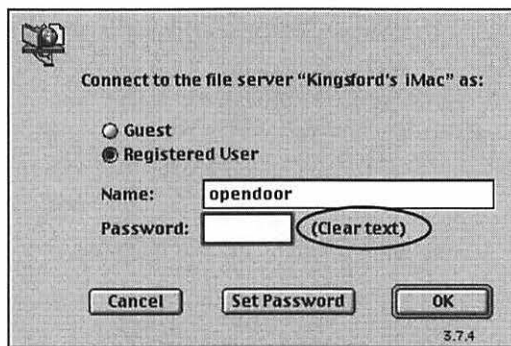 Connect to the file server “Kingsford's iMac” as:
Guest
Registered User
Name: opendoor
Password: (Clear text)
Cancel Set Password OK
3.7.4